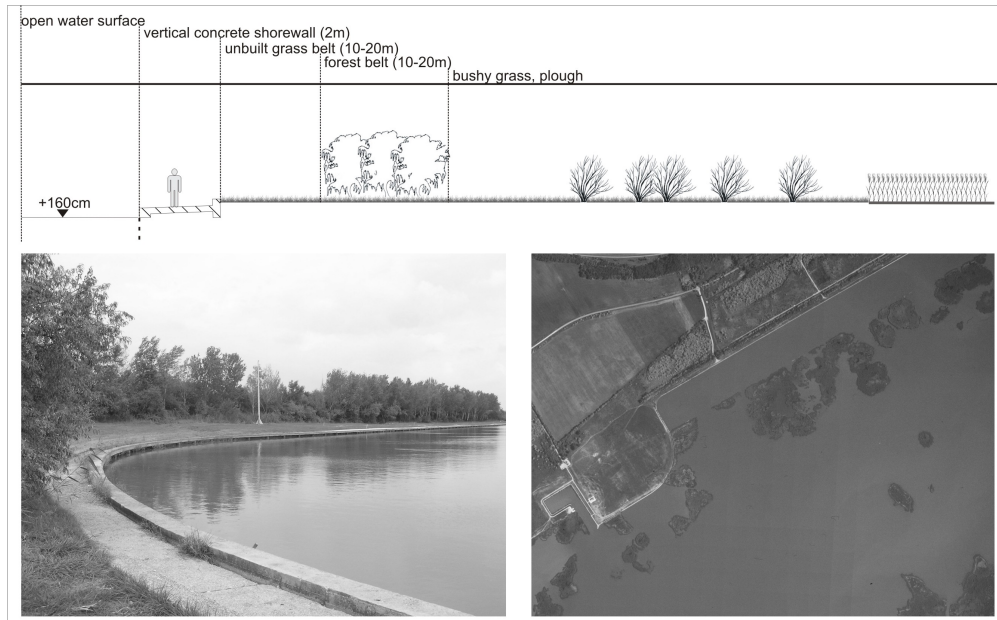 open water surface
vertical concrete shorewall (2m)
unbuilt grass belt (10-20m)
forest belt (10-20m)
bushy grass, plough
+160cm